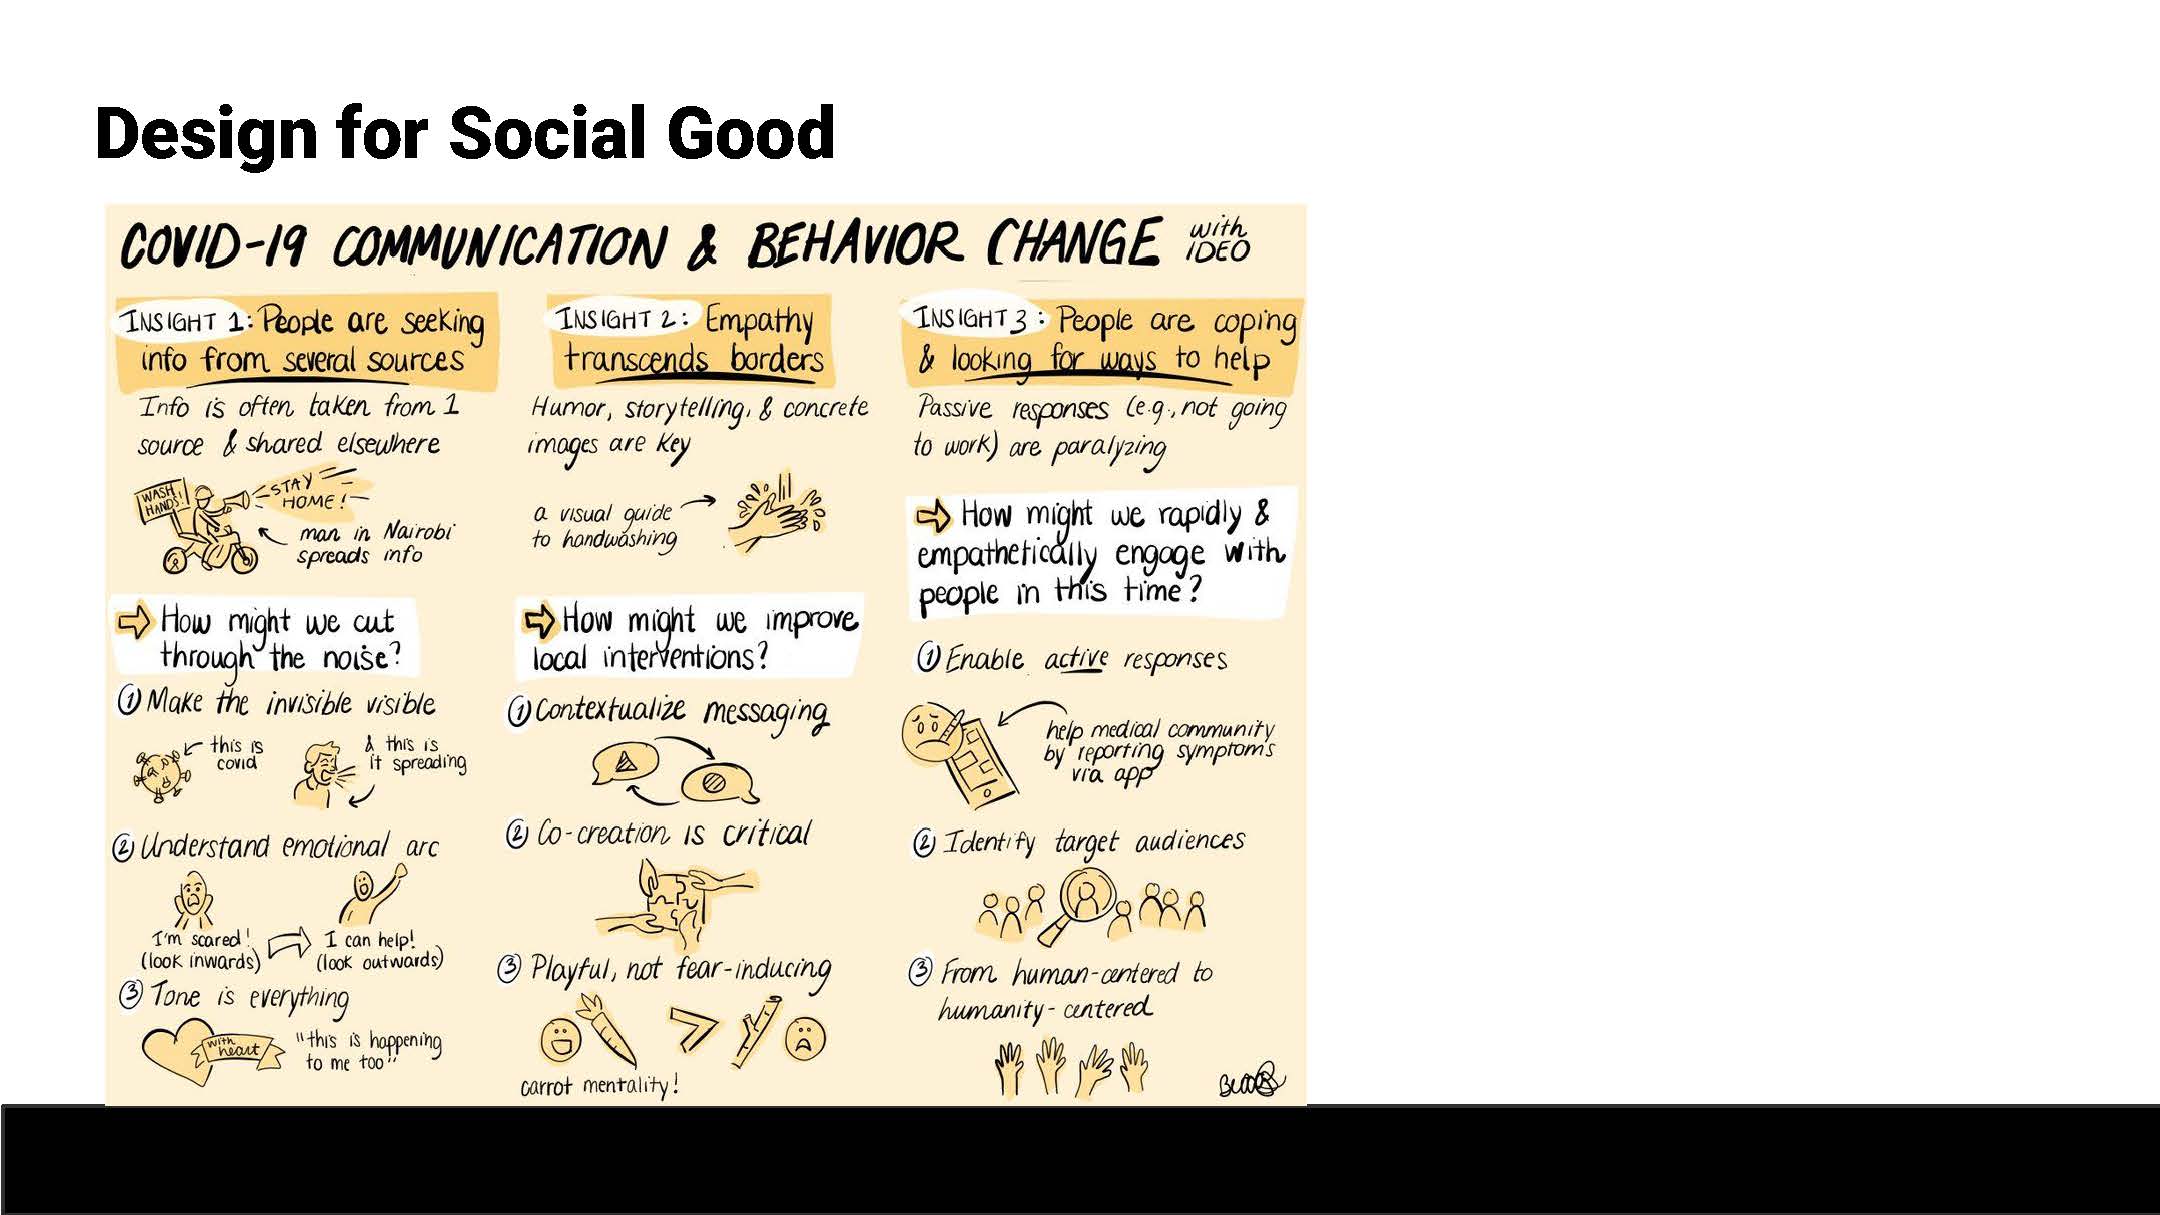 Design for Social Good
COVID-19 COMMUNICATION & BEHAVIOR CHANGE with
IDEO
INSIGHT 1: People are seeking
info from several sources
Info is often taken from 1
source & shared elsewhere
WASH
HANDS!
STAY
HOME!
man in Nairobi
spreads info
How might we cut
through the noise?
1 Make the invisible visible
this is
covid
& this is
it spreading
2 Understand emotional arc
I'm scared!
(look inwards)
I can help!
(look outwards)
3 Tone is everything
with
heart
"this is happening
to me too"
INSIGHT 2: Empathy
transcends borders
Humor, storytelling, & concrete
images are key
a visual guide
to handwashing
How might we improve
local interventions?
1 Contextualize messaging
2 Co-creation is critical
3 Playful, not fear-inducing
>
carrot mentality!
INSIGHT 3: People are coping
& looking for ways to help
Passive responses (e.g., not going
to work) are paralyzing
How might we rapidly &
empathetically engage with
people in this time?
1 Enable active responses
help medical community
by reporting symptoms
via app
2 Identify target audiences
3 From human-centered to
humanity-centered